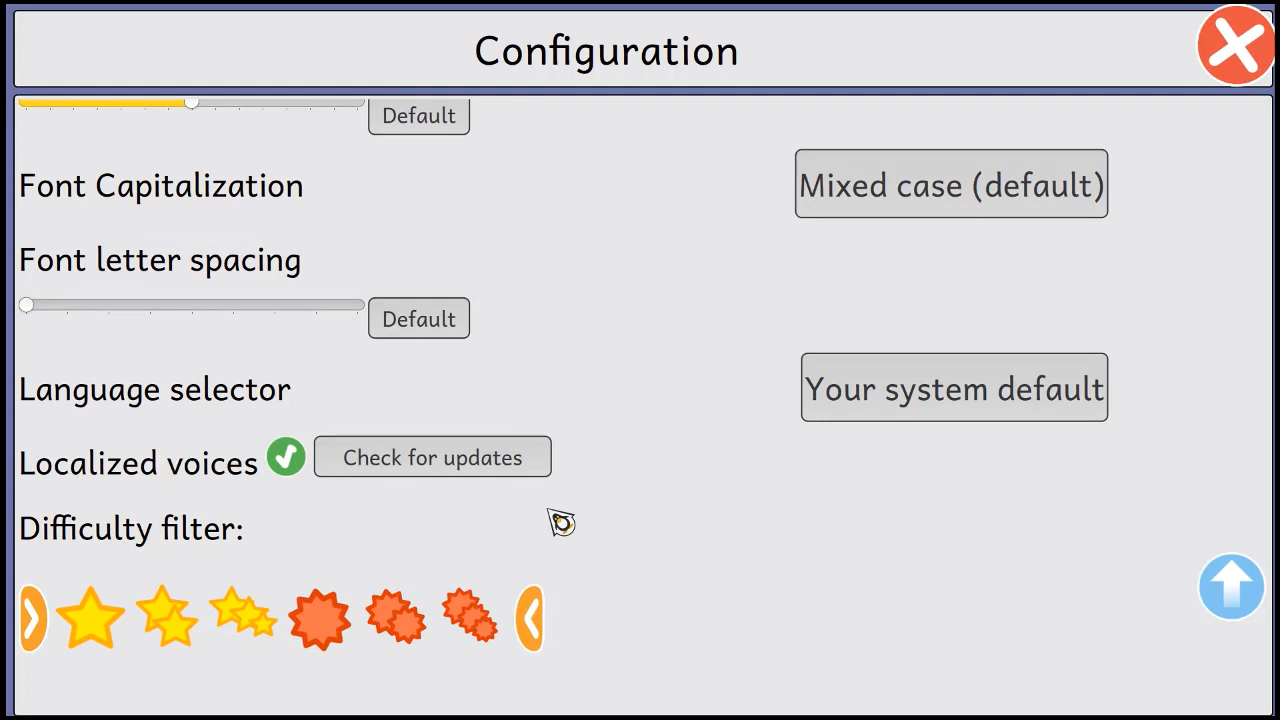 Configuration
Default
Font Capitalization
Mixed case (default)
Font letter spacing
Default
Language selector
Your system default
Localized voices
Check for updates
Difficulty filter: